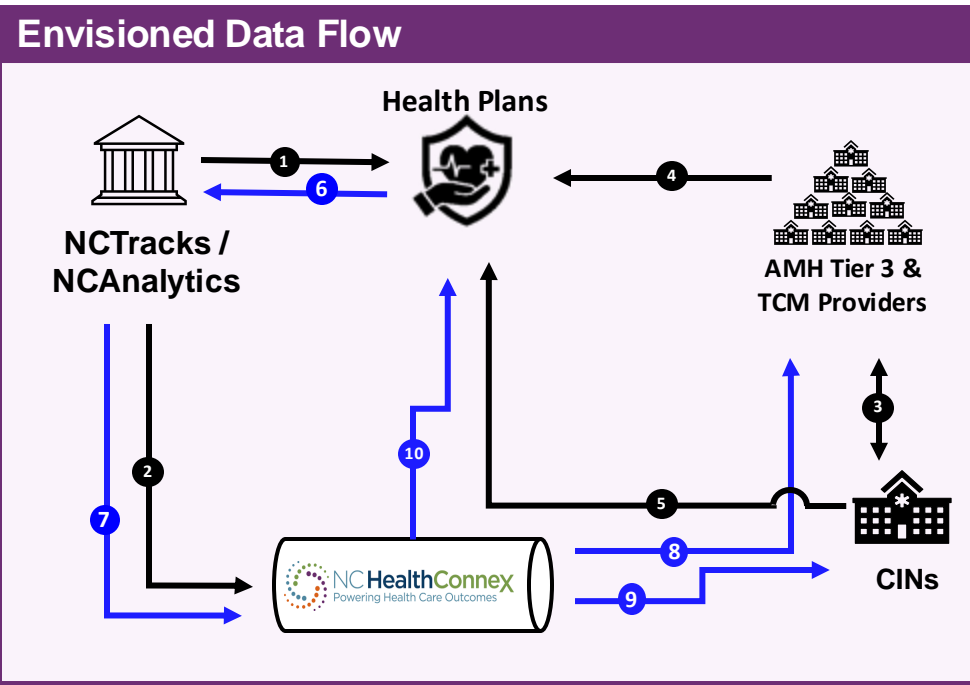 Envisioned Data Flow
Health Plans
1
6
4
NCTracks /
NCAnalytics
AMH Tier 3 &
TCM Providers
3
10
2
5
7
8
9
NCHealthConnex
Powering Health Care Outcomes
CINs